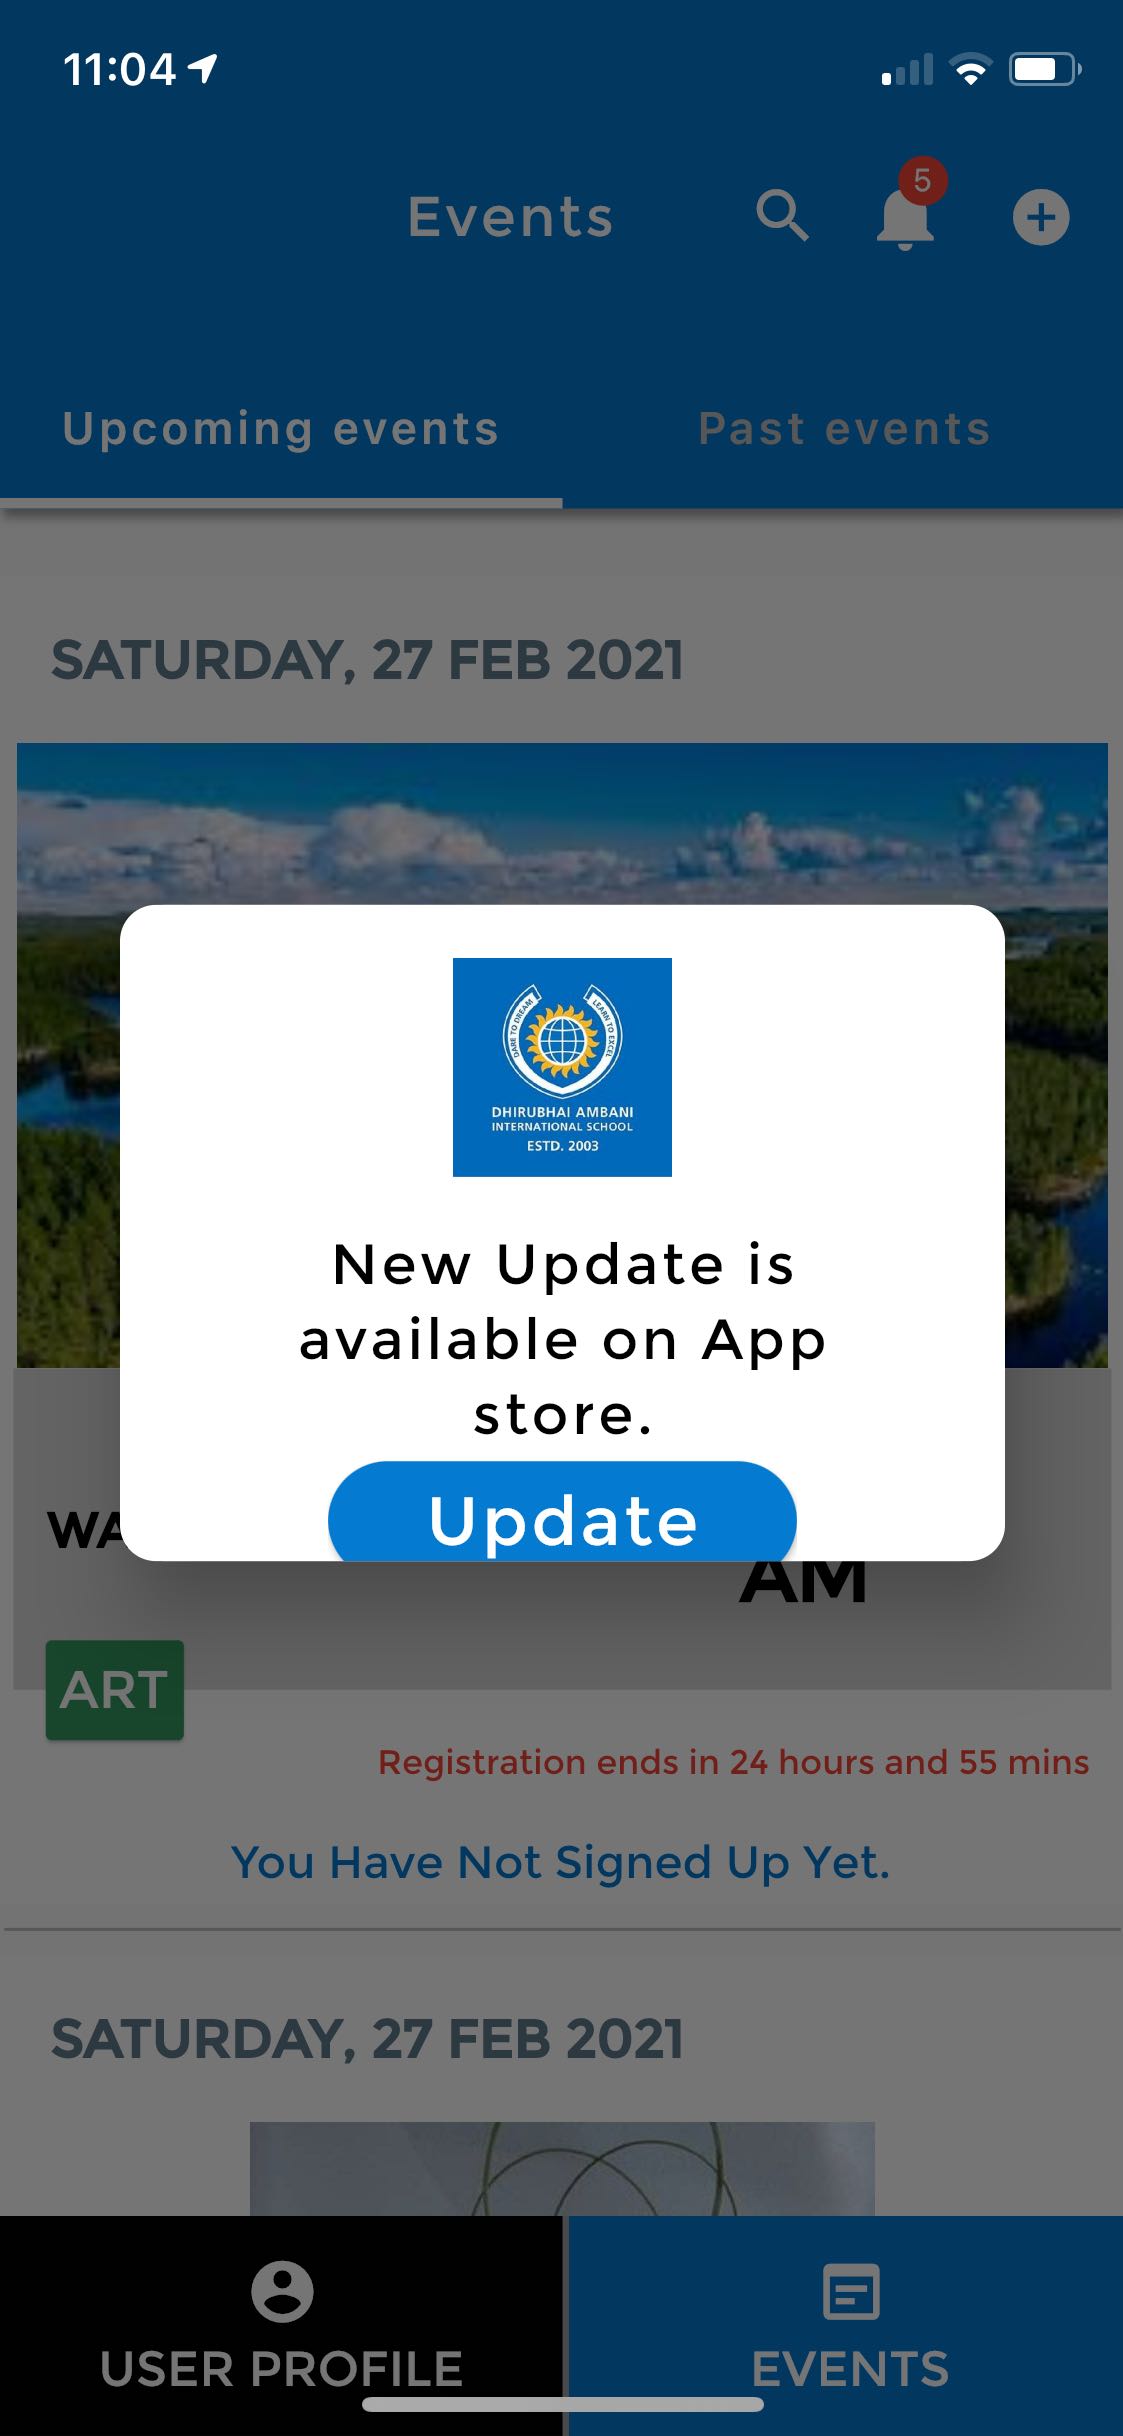 11:04
Events
5
Upcoming events
Past events
SATURDAY, 27 FEB 2021
DARE TO DREAM
LEARN TO EXCEL
DHIRUBHAI AMBANI
INTERNATIONAL SCHOOL
ESTD. 2003
New Update is
available on App
store.
Update
WA
AM
ART
Registration ends in 24 hours and 55 mins
You Have Not Signed Up Yet.
SATURDAY, 27 FEB 2021
USER PROFILE
EVENTS